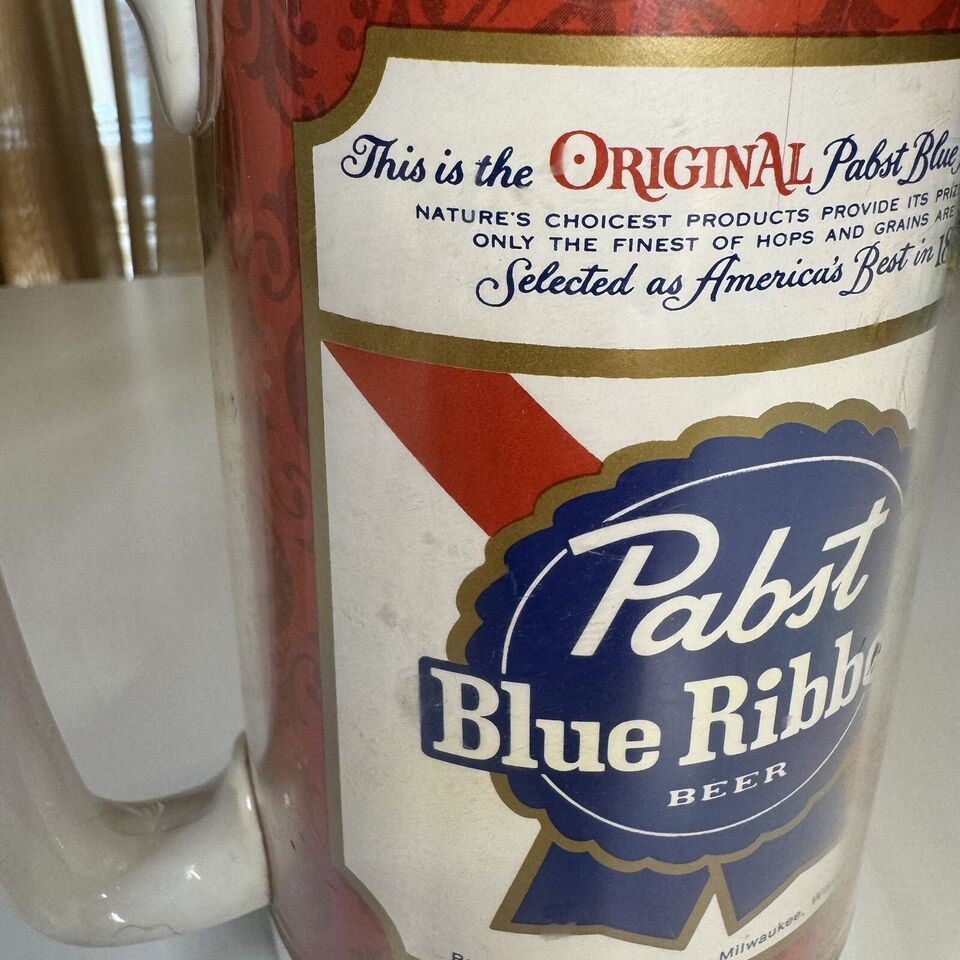 This is the ORIGINAL Pabst Blue
NATURE'S CHOICEST PRODUCTS PROVIDE ITS
ONLY THE FINEST OF HOPS AND GRAINS ARE
Selected as America's Best in
Pabst
Blue Ribb
BEER
Milwaukee,